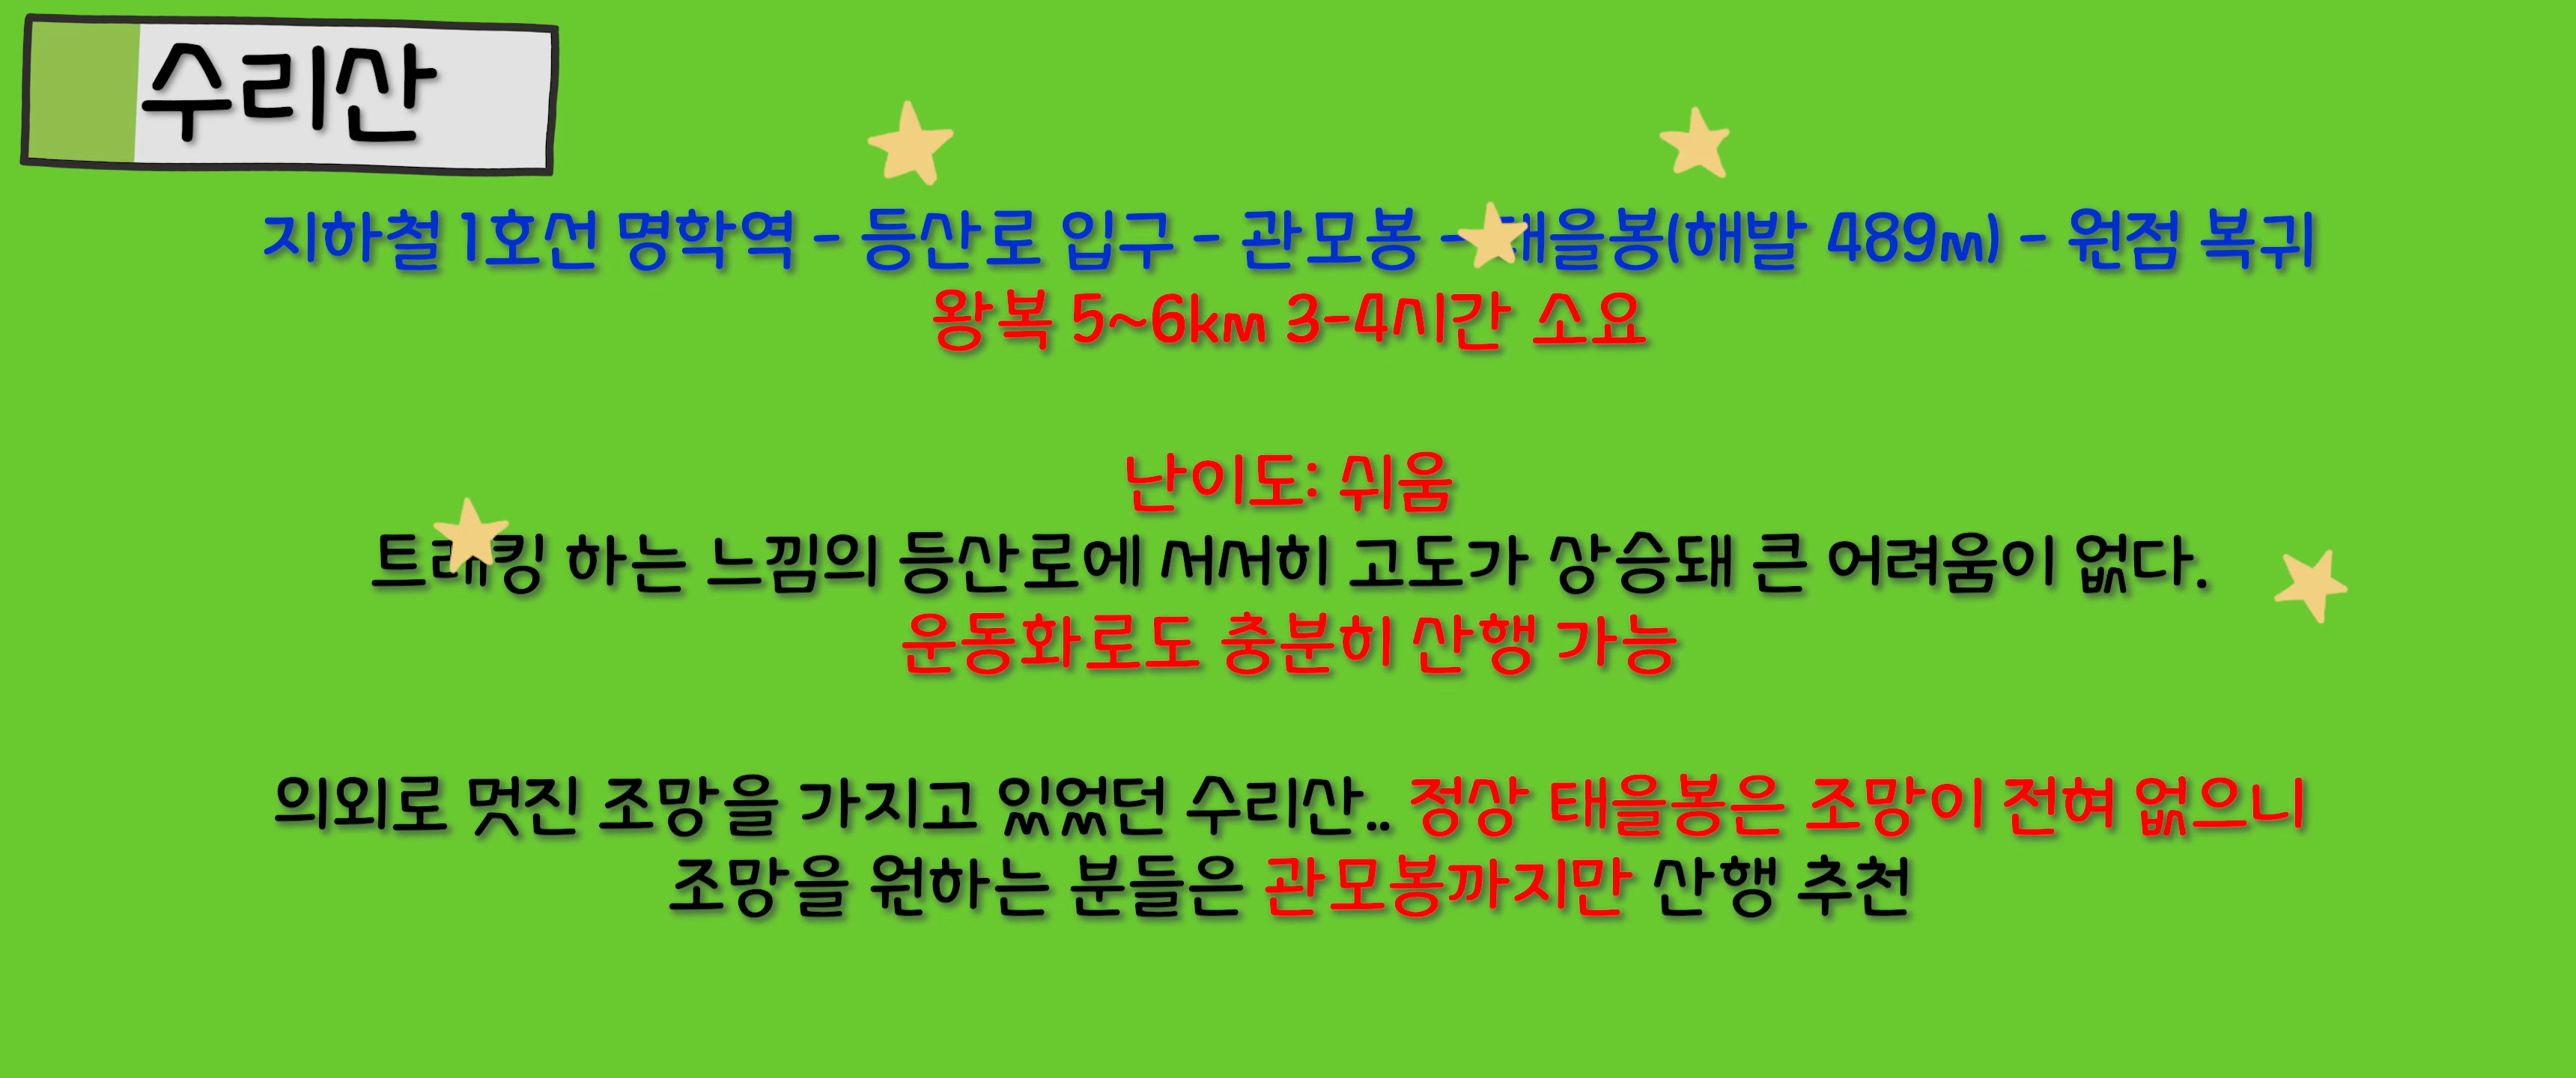 수리산
지하철 1호선 명학역 - 등산로 입구 - 관모봉 - 태을봉(해발 489m) - 원점 복귀
왕복 5~6km 3-4시간 소요
난이도: 쉬움
트래킹 하는 느낌의 등산로에 서서히 고도가 상승돼 큰 어려움이 없다.
운동화로도 충분히 산행 가능
의외로 멋진 조망을 가지고 있었던 수리산.. 정상 태을봉은 조망이 전혀 없으니
조망을 원하는 분들은 관모봉까지만 산행 추천